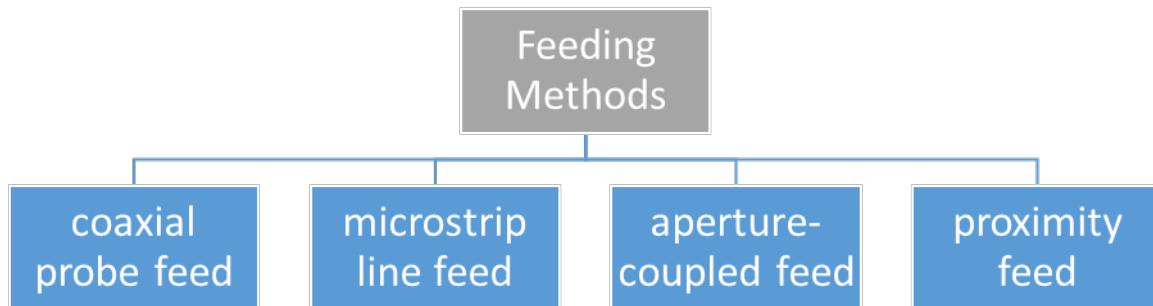 Feeding
Methods
coaxial
probe feed
microstrip
line feed
aperture-
coupled feed
proximity
feed